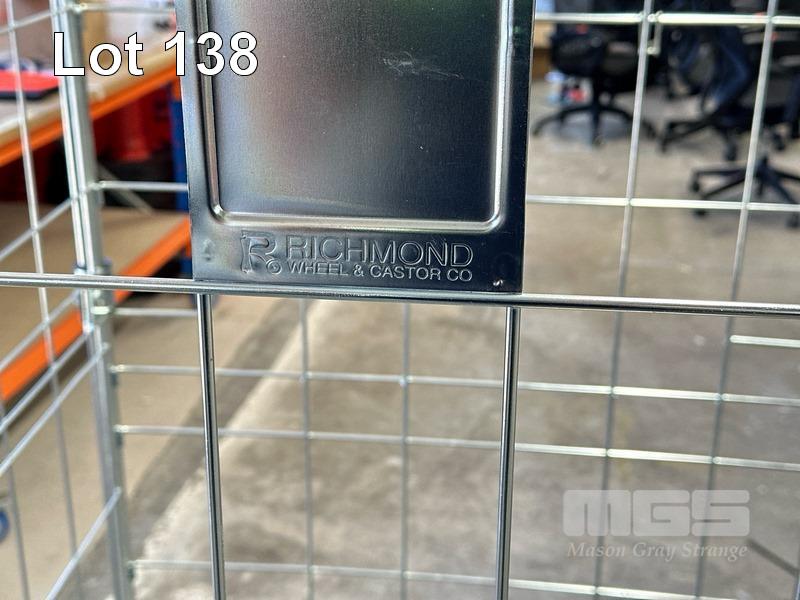 Lot 138
R RICHMOND
WHEEL & CASTOR CO
MGS
Mason Gray Strange